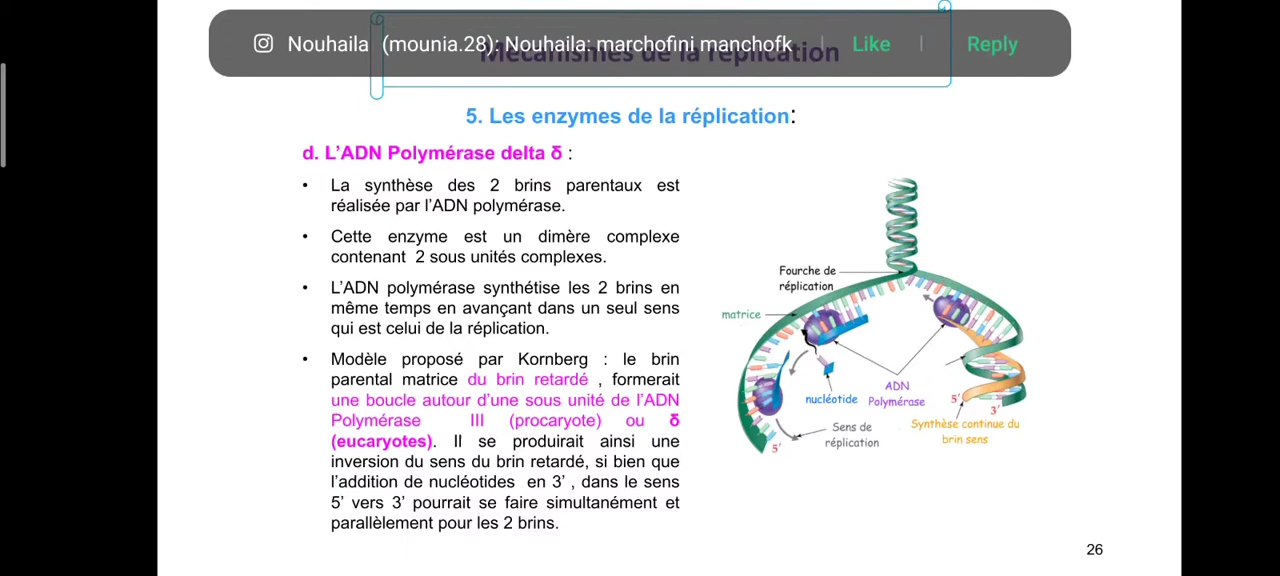 Nouhaila (mounia.28): Nouhaila: marchofini manchofk | Like | Reply
Mécanismes de la réplication
5. Les enzymes de la réplication:
d. L’ADN Polymérase delta δ :
• La synthèse des 2 brins parentaux est
réalisée par l’ADN polymérase.
• Cette enzyme est un dimère complexe
contenant 2 sous unités complexes.
• L’ADN polymérase synthétise les 2 brins en
même temps en avançant dans un seul sens
qui est celui de la réplication.
• Modèle proposé par Kornberg : le brin
parental matrice du brin retardé , formerait
une boucle autour d’une sous unité de l’ADN
Polymérase III (procaryote) ou δ
(eucaryotes). Il se produirait ainsi une
inversion du sens du brin retardé, si bien que
l’addition de nucléotides en 3’ , dans le sens
5’ vers 3’ pourrait se faire simultanément et
parallèlement pour les 2 brins.
Fourche de
réplication
matrice
nucléotide
ADN
Polymérase
5’
3’
Synthèse continue du
brin sens
Sens de
réplication
5’
26